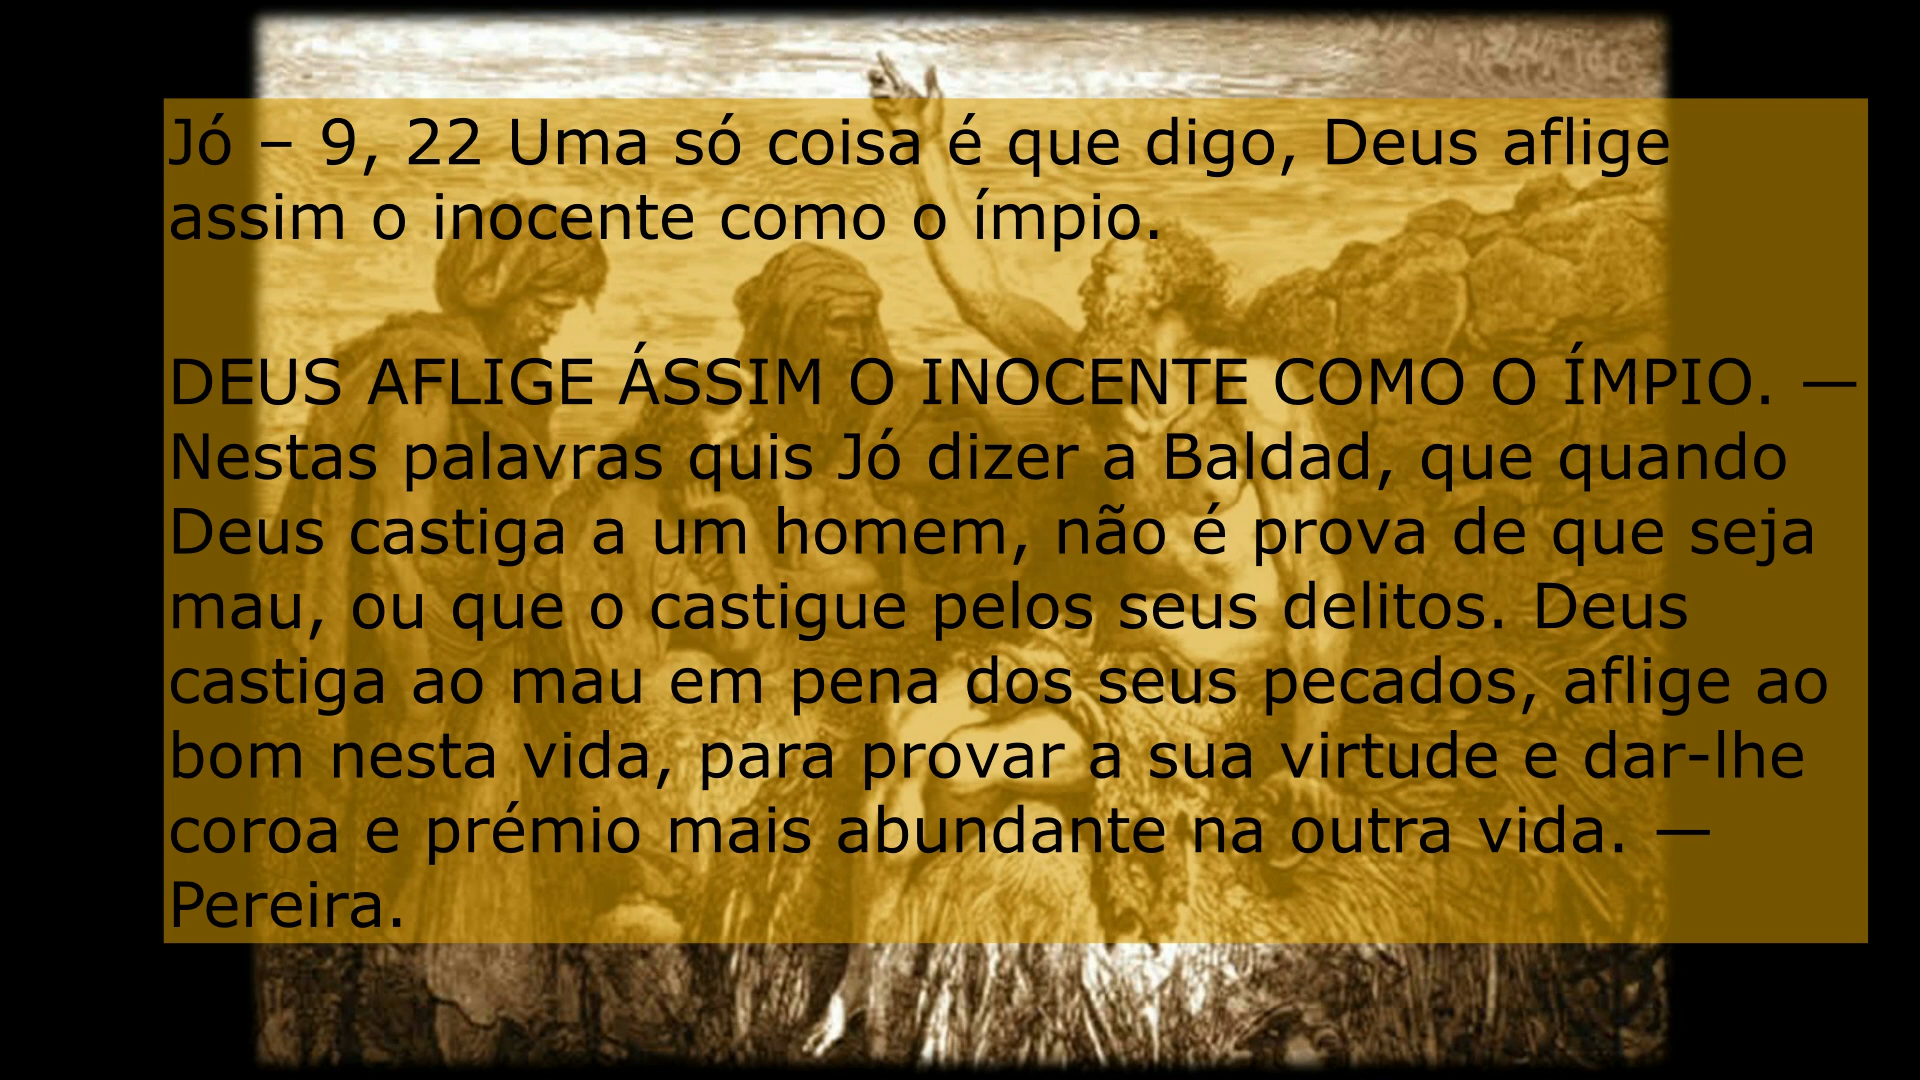 Jó – 9, 22 Uma só coisa é que digo, Deus aflige
assim o inocente como o ímpio.
DEUS AFLIGE ÁSSIM O INOCENTE COMO O ÍMPIO. —
Nestas palavras quis Jó dizer a Baldad, que quando
Deus castiga a um homem, não é prova de que seja
mau, ou que o castigue pelos seus delitos. Deus
castiga ao mau em pena dos seus pecados, aflige ao
bom nesta vida, para provar a sua virtude e dar-lhe
coroa e prémio mais abundante na outra vida. —
Pereira.